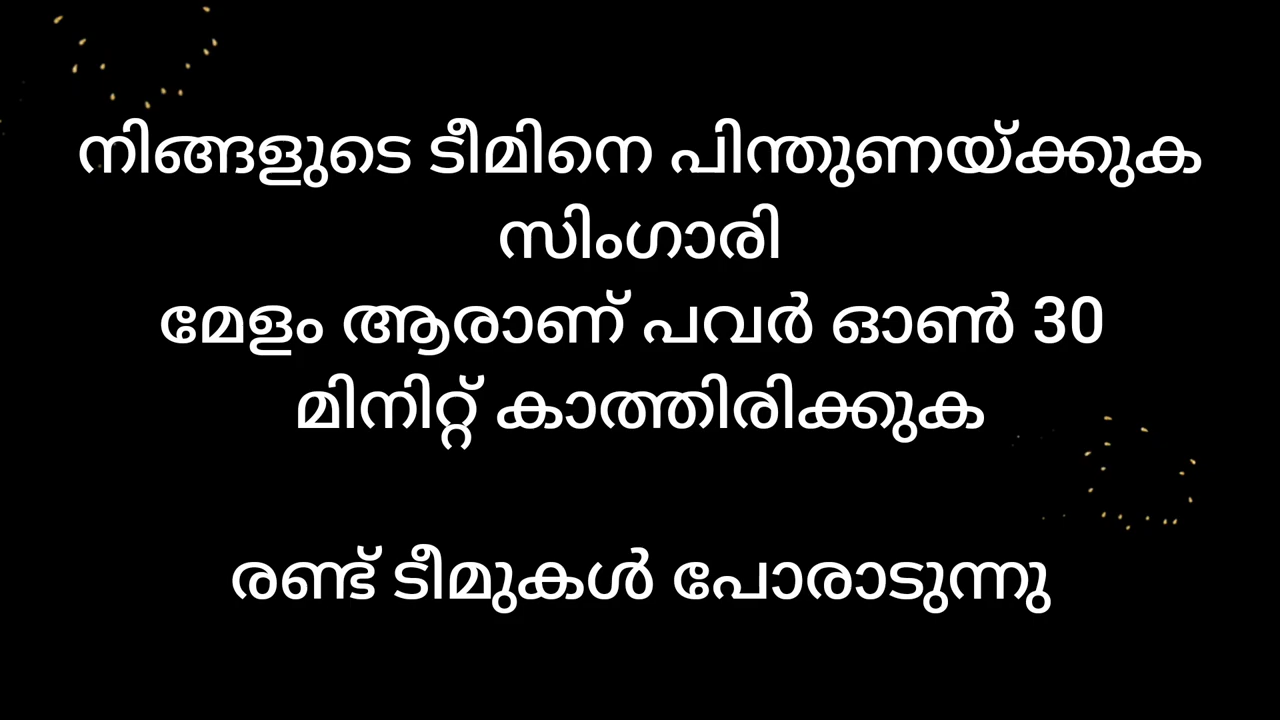 നിങ്ങളുടെ ടീമിനെ പിന്തുണയ്ക്കുക
സിംഗാരി
മേളം ആരാണ് പവർ ഓൺ 30
മിനിറ്റ് കാത്തിരിക്കുക
രണ്ട് ടീമുകൾ പോരാടുന്നു